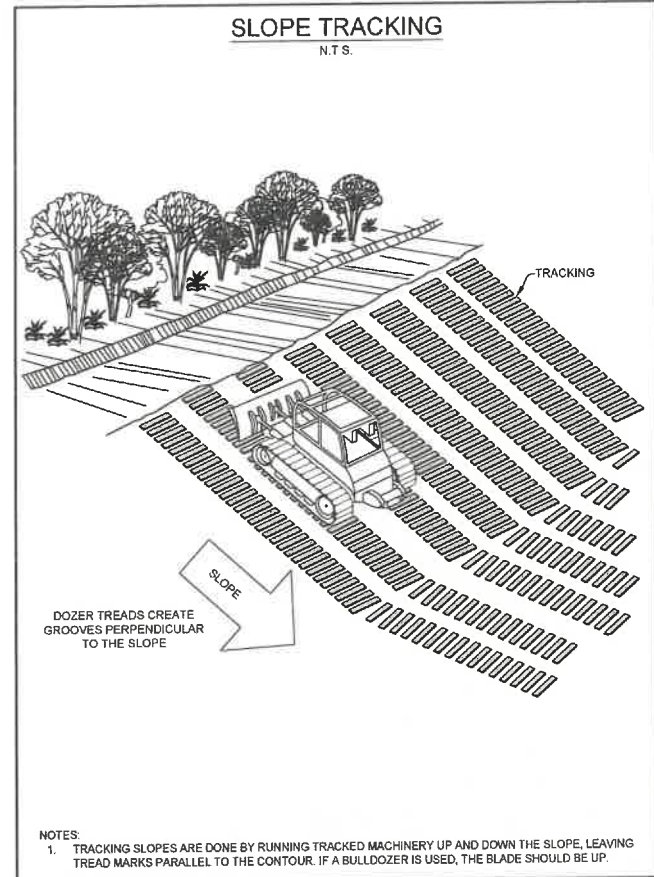 SLOPE TRACKING
N.T S.
TRACKING
SLOPE
DOZER TREADS CREATE
GROOVES PERPENDICULAR
TO THE SLOPE
NOTES:
1. TRACKING SLOPES ARE DONE BY RUNNING TRACKED MACHINERY UP AND DOWN THE SLOPE, LEAVING
TREAD MARKS PARALLEL TO THE CONTOUR. IF A BULLDOZER IS USED, THE BLADE SHOULD BE UP.